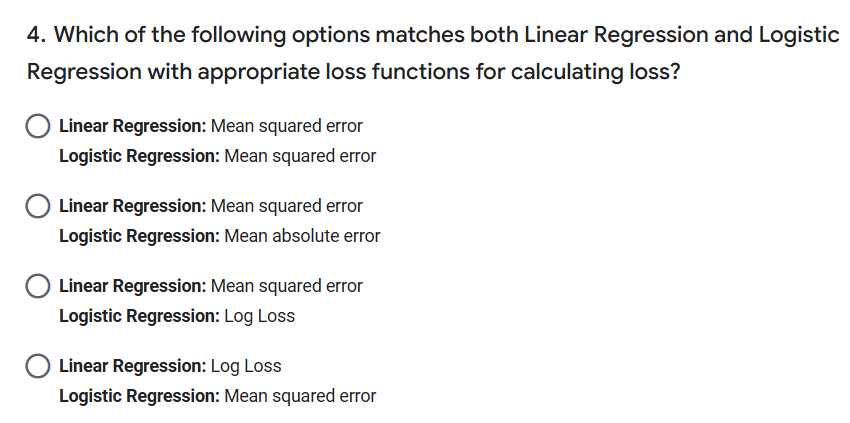 4. Which of the following options matches both Linear Regression and Logistic
Regression with appropriate loss functions for calculating loss?
Linear Regression: Mean squared error
Logistic Regression: Mean squared error
Linear Regression: Mean squared error
Logistic Regression: Mean absolute error
Linear Regression: Mean squared error
Logistic Regression: Log Loss
Linear Regression: Log Loss
Logistic Regression: Mean squared error